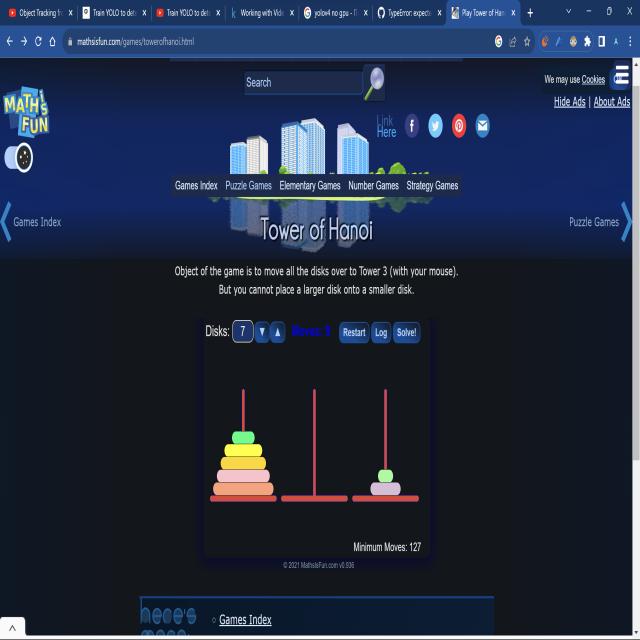 Object Tracking fr
Train YOLO to dete
Train YOLO to dete
Working with Vide
yolov4 no gpu - G
TypeError: expecte
Play Tower of Han
mathsisfun.com/games/towerofhanoi.html
Search
We may use Cookies
Hide Ads | About Ads
MATH IS FUN
Link Here
Games Index Puzzle Games Elementary Games Number Games Strategy Games
Games Index
Puzzle Games
Tower of Hanoi
Object of the game is to move all the disks over to Tower 3 (with your mouse).
But you cannot place a larger disk onto a smaller disk.
Disks: 7 ▼ ▲ Moves: Restart Log Solve!
Minimum Moves: 127
© 2021 MathsIsFun.com v0.936
Games Index